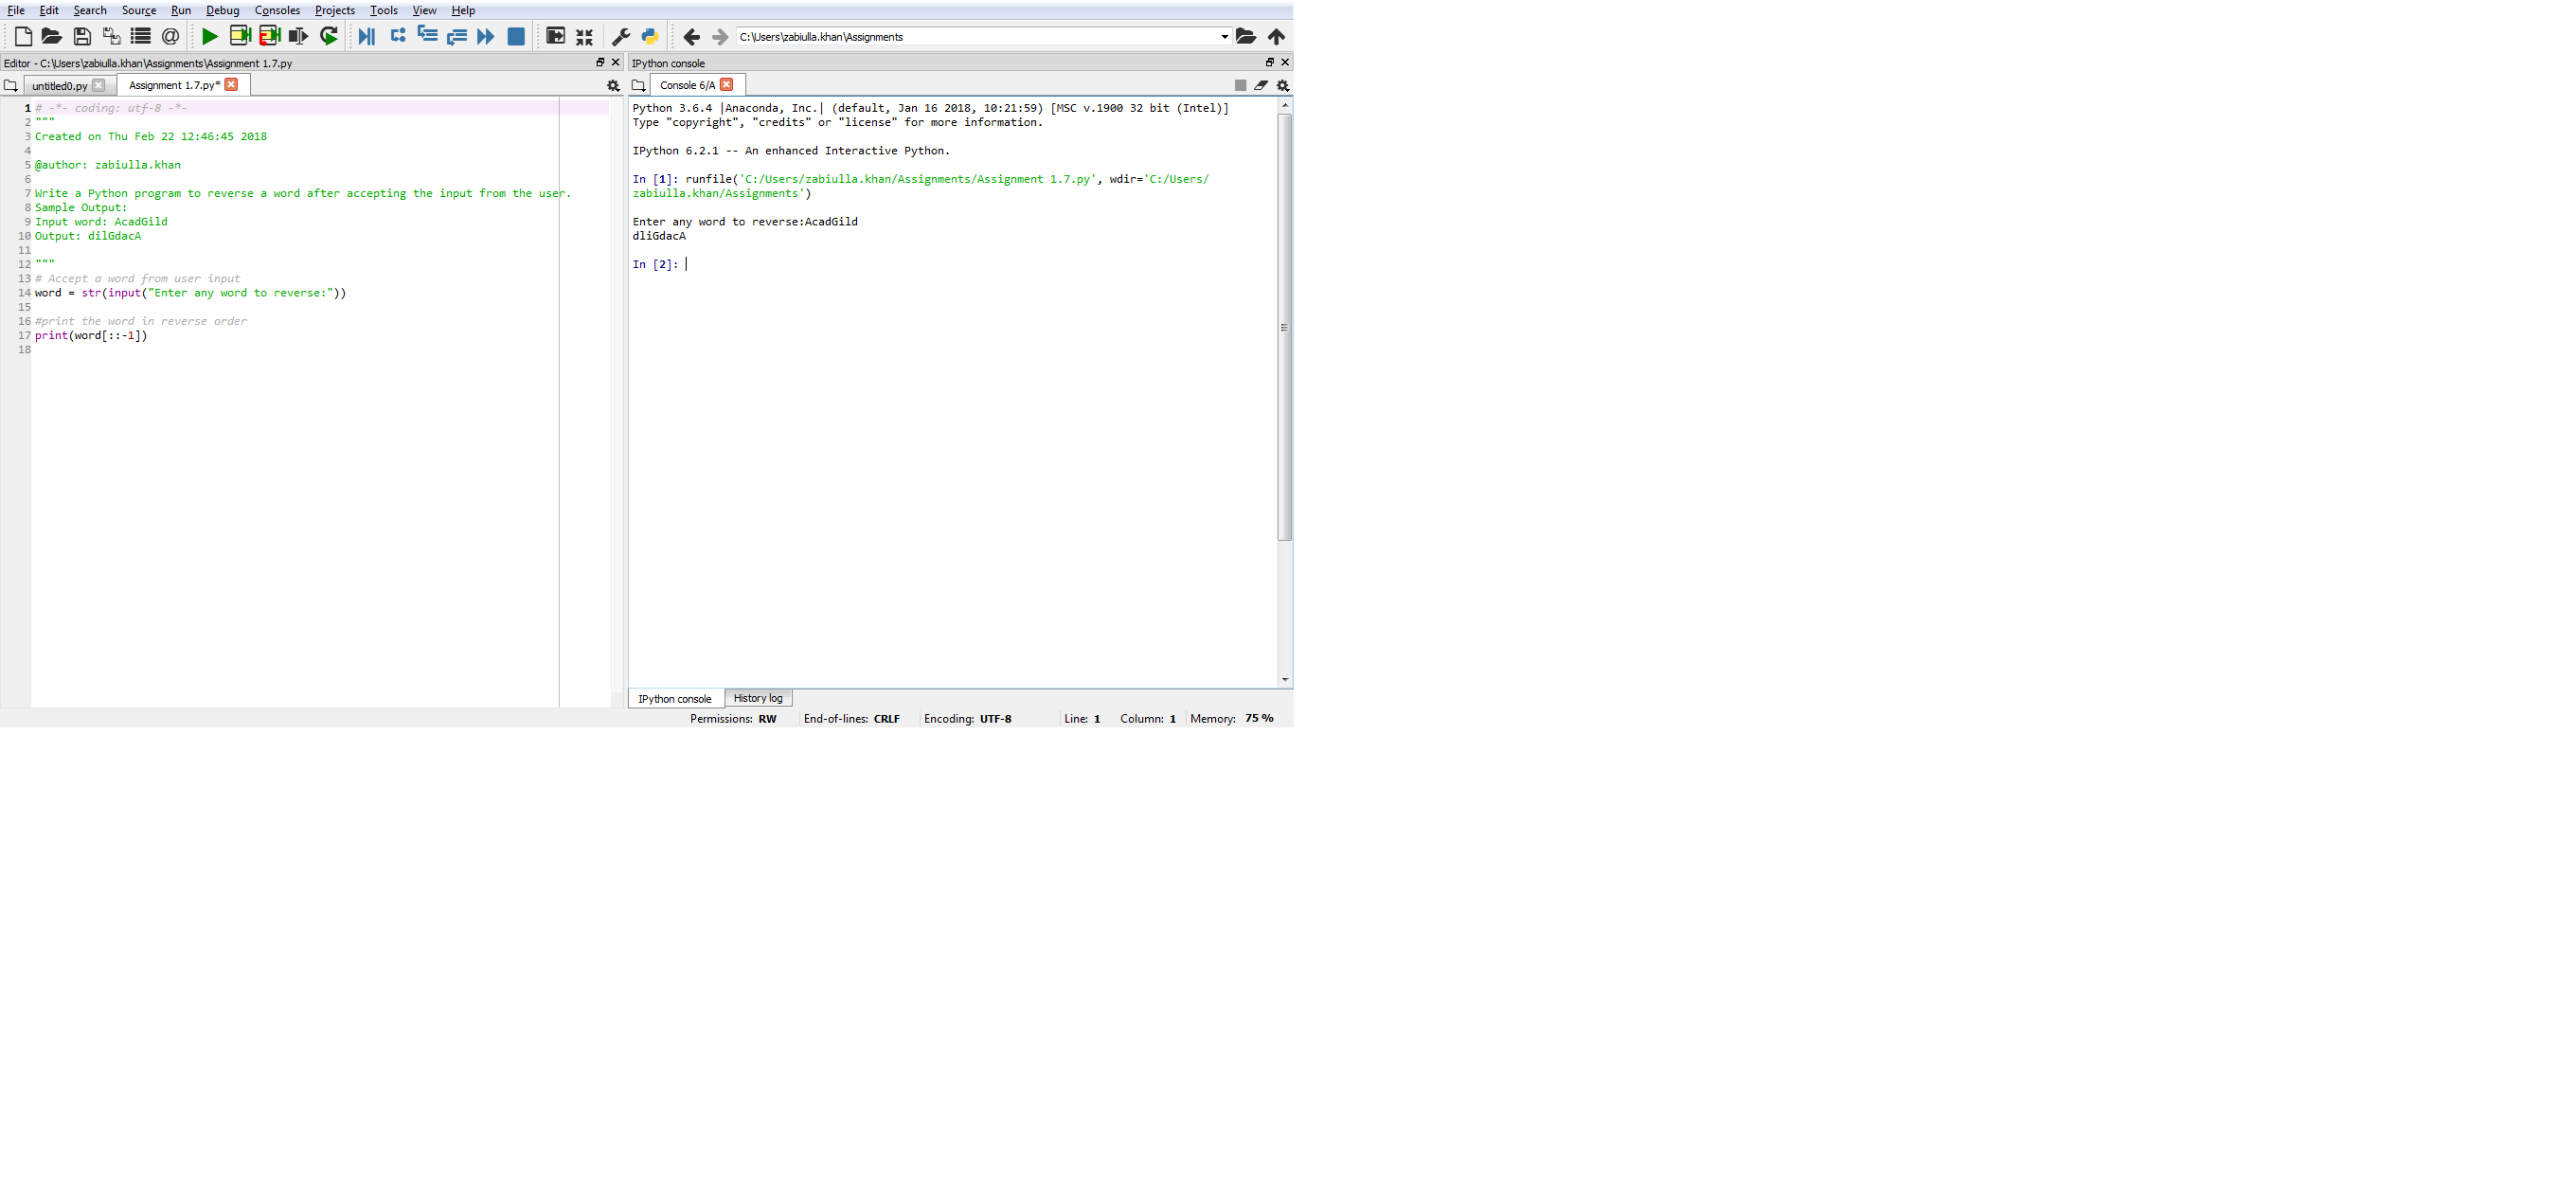 File Edit Search Source Run Debug Consoles Projects Tools View Help
C:\Users\zabiulla.khan\Assignments
Editor - C:\Users\zabiulla.khan\Assignments\Assignment 1.7.py
untitled0.py Assignment 1.7.py*
1 # -*- coding: utf-8 -*-
2 """
3 Created on Thu Feb 22 12:46:45 2018
4
5 @author: zabiulla.khan
6
7 Write a Python program to reverse a word after accepting the input from the user.
8 Sample Output:
9 Input word: AcadGild
10 Output: dilGdacA
11
12 """
13 # Accept a word from user input
14 word = str(input("Enter any word to reverse:"))
15
16 #print the word in reverse order
17 print(word[::-1])
18
IPython console
Console 6/A
Python 3.6.4 |Anaconda, Inc.| (default, Jan 16 2018, 10:21:59) [MSC v.1900 32 bit (Intel)]
Type "copyright", "credits" or "license" for more information.
IPython 6.2.1 -- An enhanced Interactive Python.
In [1]: runfile('C:/Users/zabiulla.khan/Assignments/Assignment 1.7.py', wdir='C:/Users/
zabiulla.khan/Assignments')
Enter any word to reverse:AcadGild
dliGdacA
In [2]:
IPython console History log
Permissions: RW End-of-lines: CRLF Encoding: UTF-8 Line: 1 Column: 1 Memory: 75 %